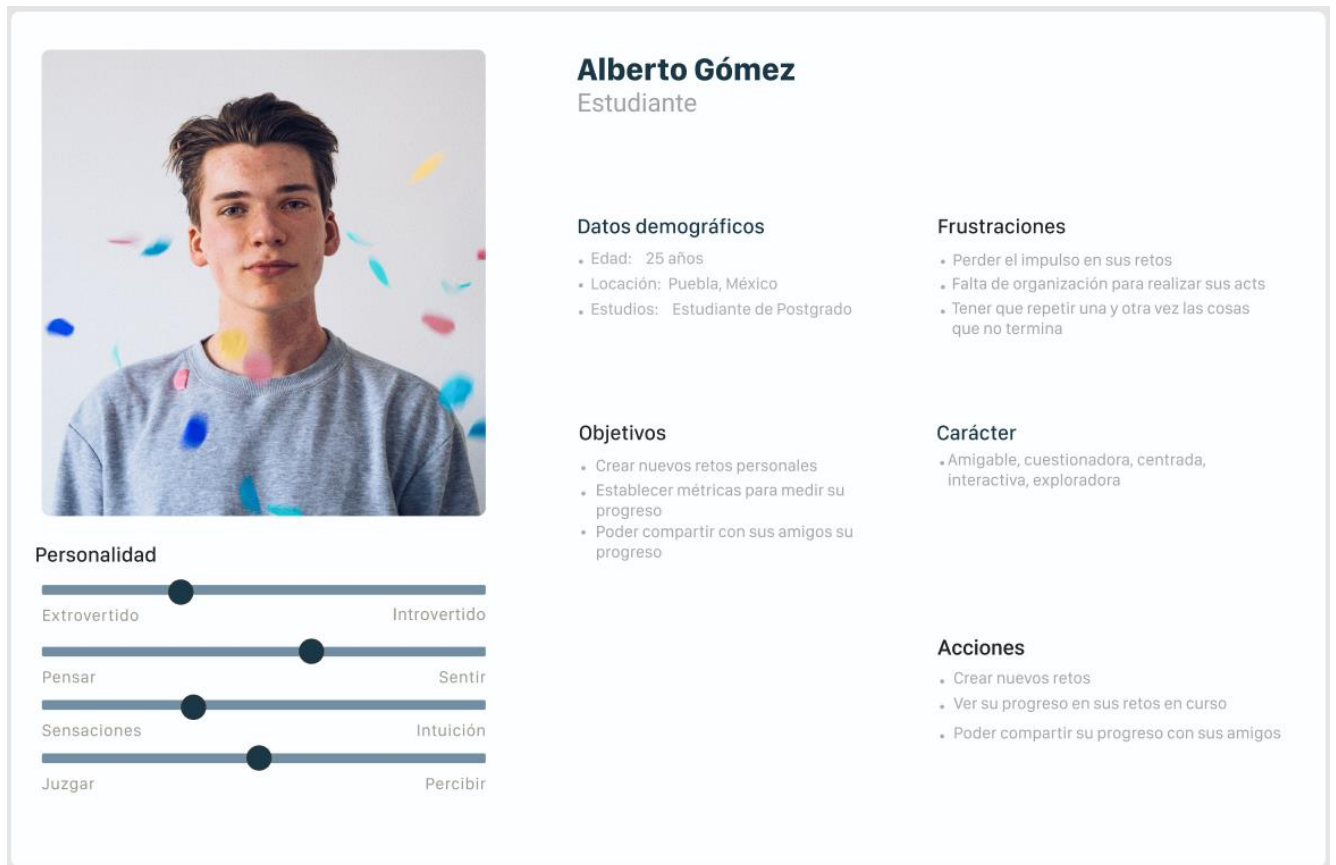 Alberto Gómez
Estudiante
Datos demográficos
Edad: 25 años
Locación: Puebla, México
Estudios: Estudiante de Postgrado
Frustraciones
Perder el impulso en sus retos
Falta de organización para realizar sus acts
Tener que repetir una y otra vez las cosas
que no termina
Objetivos
Crear nuevos retos personales
Establecer métricas para medir su
progreso
Poder compartir con sus amigos su
progreso
Carácter
Amigable, cuestionadora, centrada,
interactiva, exploradora
Personalidad
Extrovertido Introvertido
Pensar Sentir
Sensaciones Intuición
Juzgar Percibir
Acciones
Crear nuevos retos
Ver su progreso en sus retos en curso
Poder compartir su progreso con sus amigos